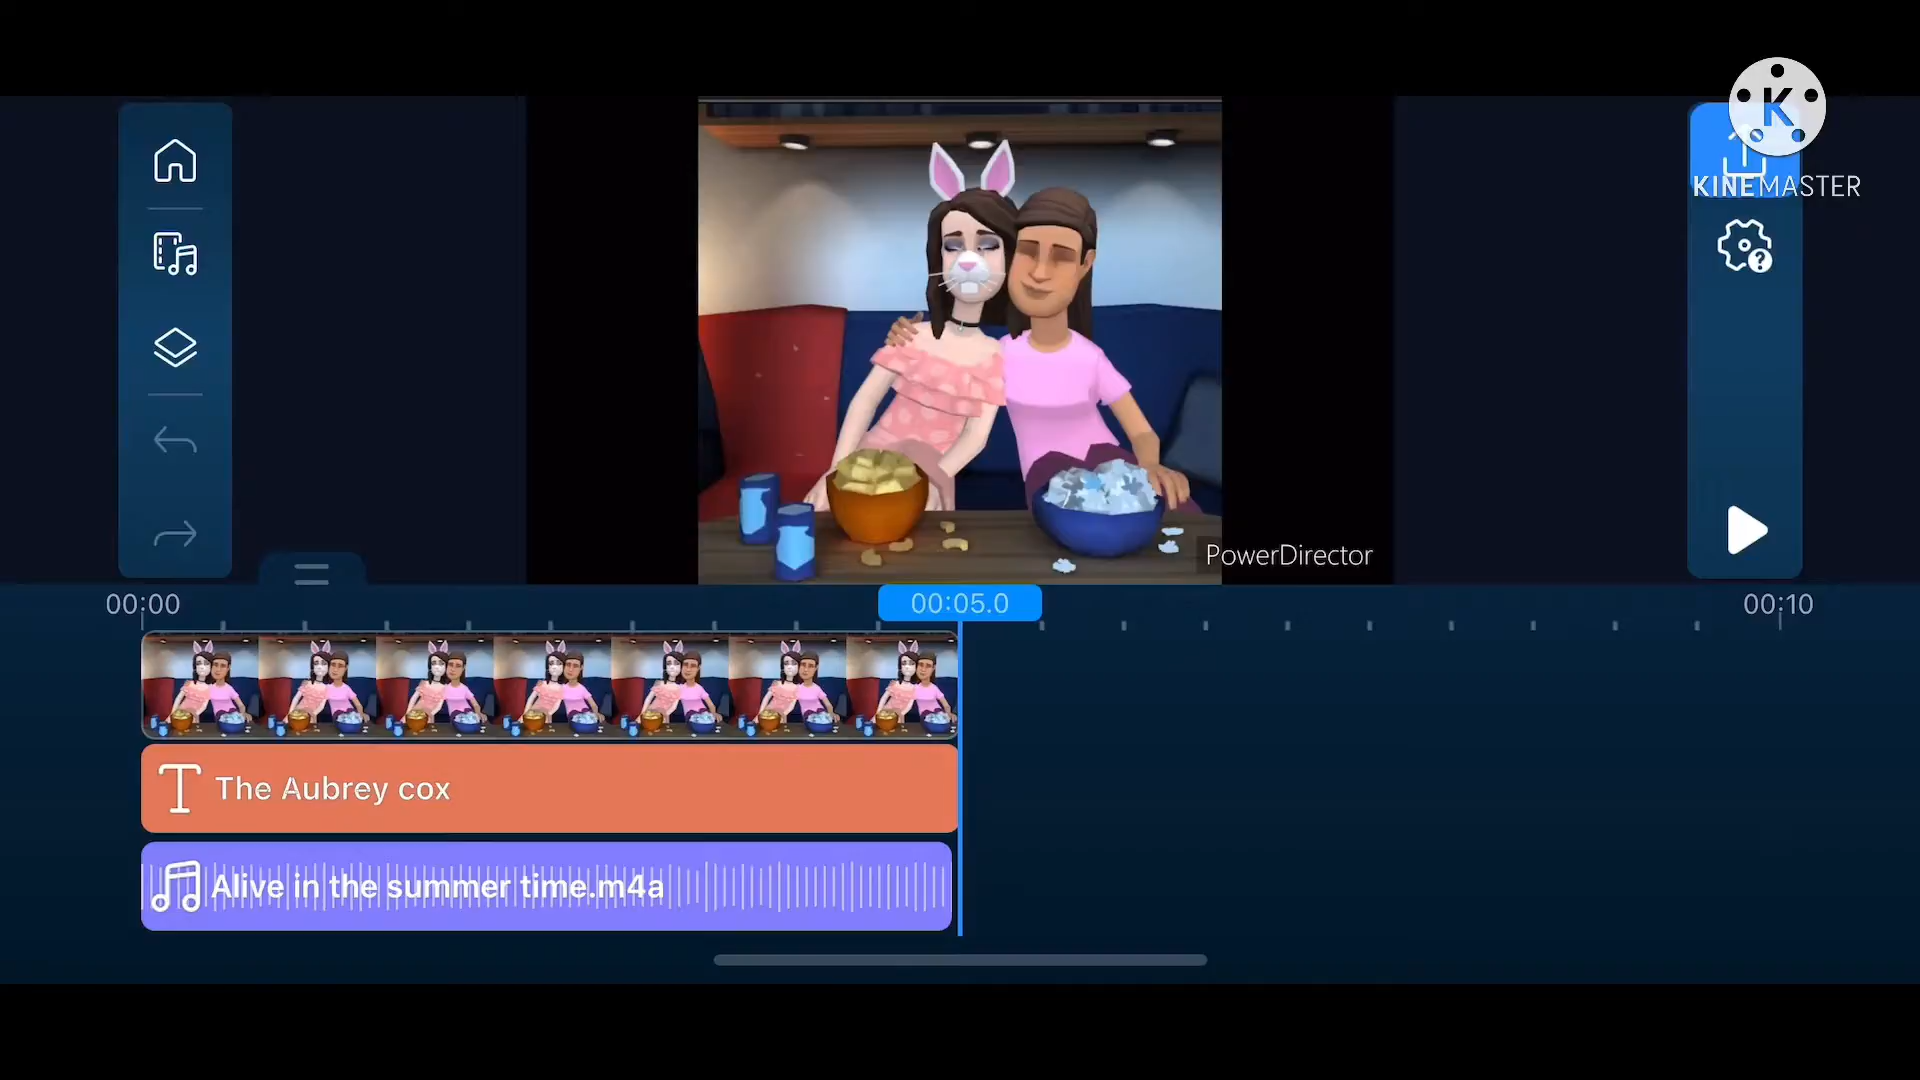 K
KINEMASTER
?
PowerDirector
00:00
00:05.0
00:10
T The Aubrey cox
Alive in the summer time.m4a